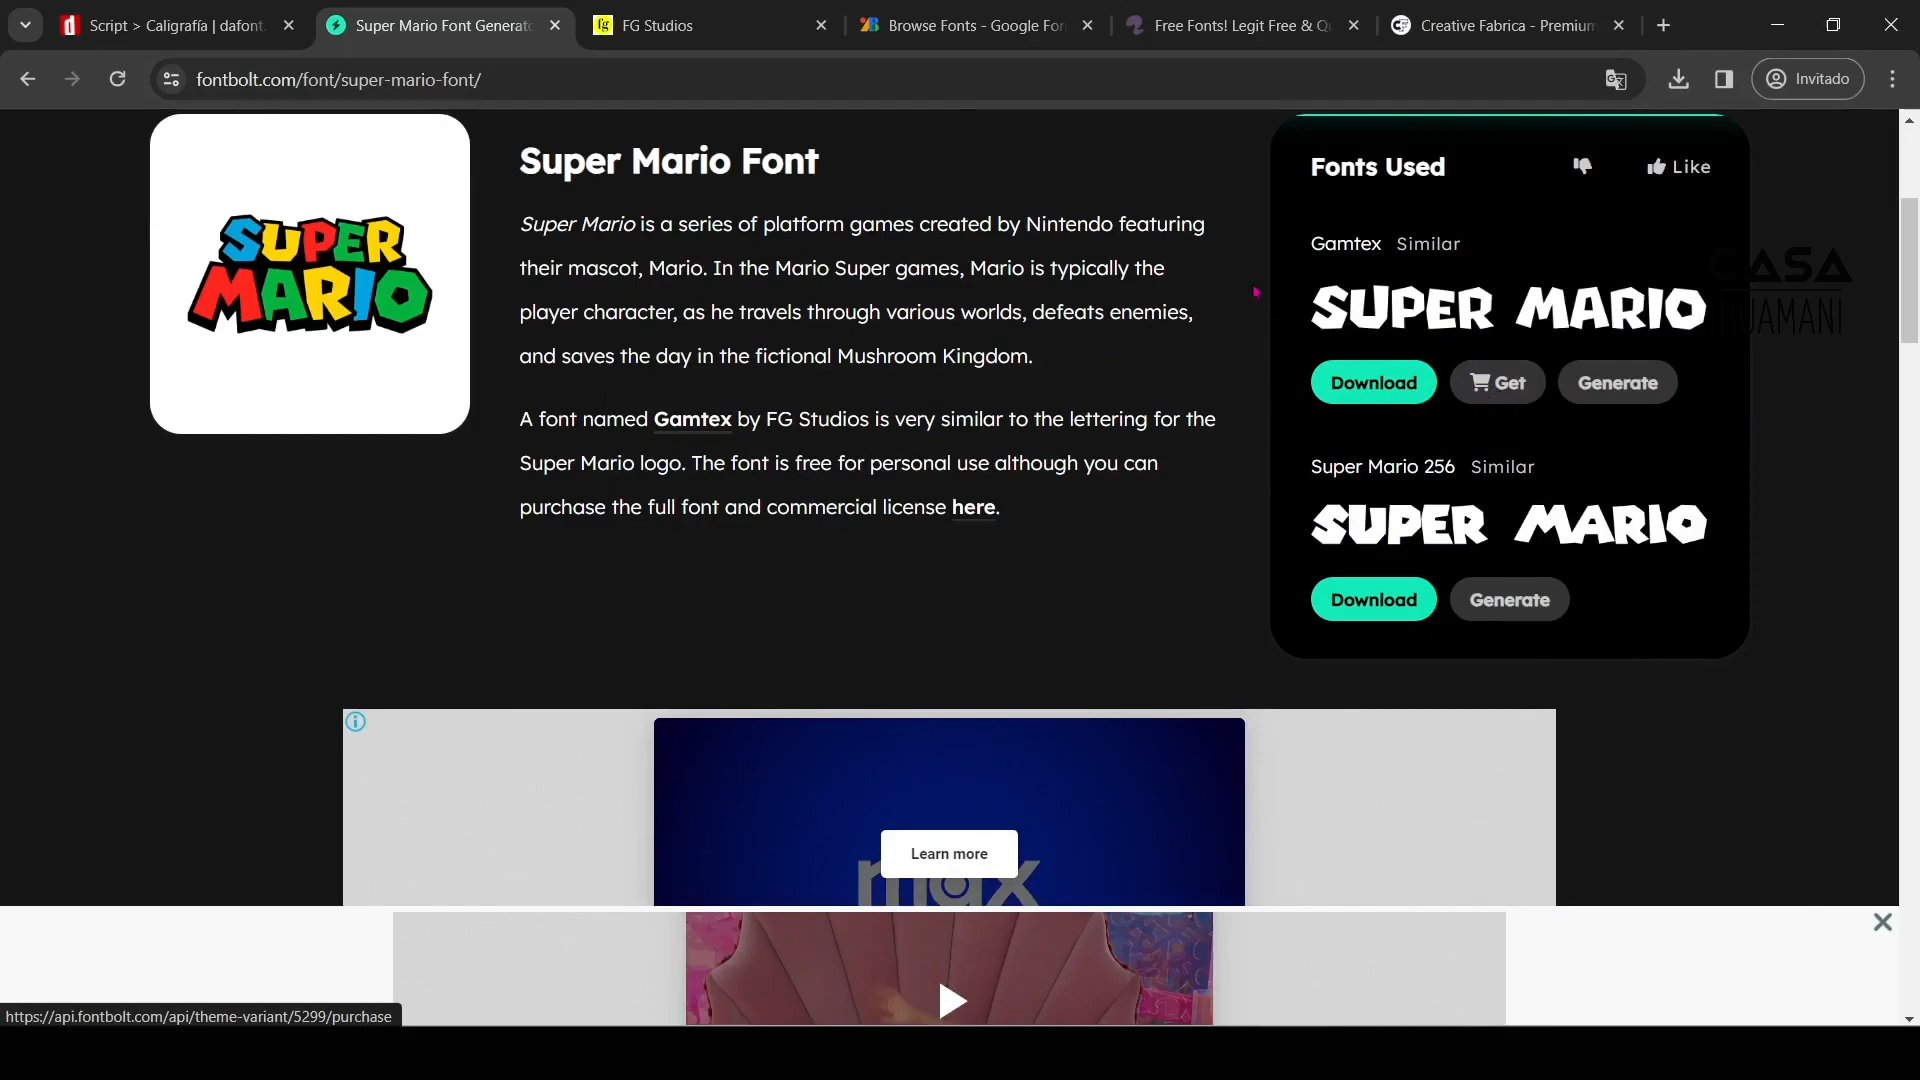 Script > Caligrafía | dafont.
Super Mario Font Generato
FG Studios
Browse Fonts - Google Fon
Free Fonts! Legit Free & Qu
Creative Fabrica - Premium
fontbolt.com/font/super-mario-font/
Invitado
SUPER
MARIO
Super Mario Font
Super Mario is a series of platform games created by Nintendo featuring
their mascot, Mario. In the Mario Super games, Mario is typically the
player character, as he travels through various worlds, defeats enemies,
and saves the day in the fictional Mushroom Kingdom.
A font named Gamtex by FG Studios is very similar to the lettering for the
Super Mario logo. The font is free for personal use although you can
purchase the full font and commercial license here.
Fonts Used
Like
Gamtex Similar
SUPER MARIO
Download
Get
Generate
Super Mario 256 Similar
SUPER MARIO
Download
Generate
CASA
HUAMANI
Learn more
max
https://api.fontbolt.com/api/theme-variant/5299/purchase